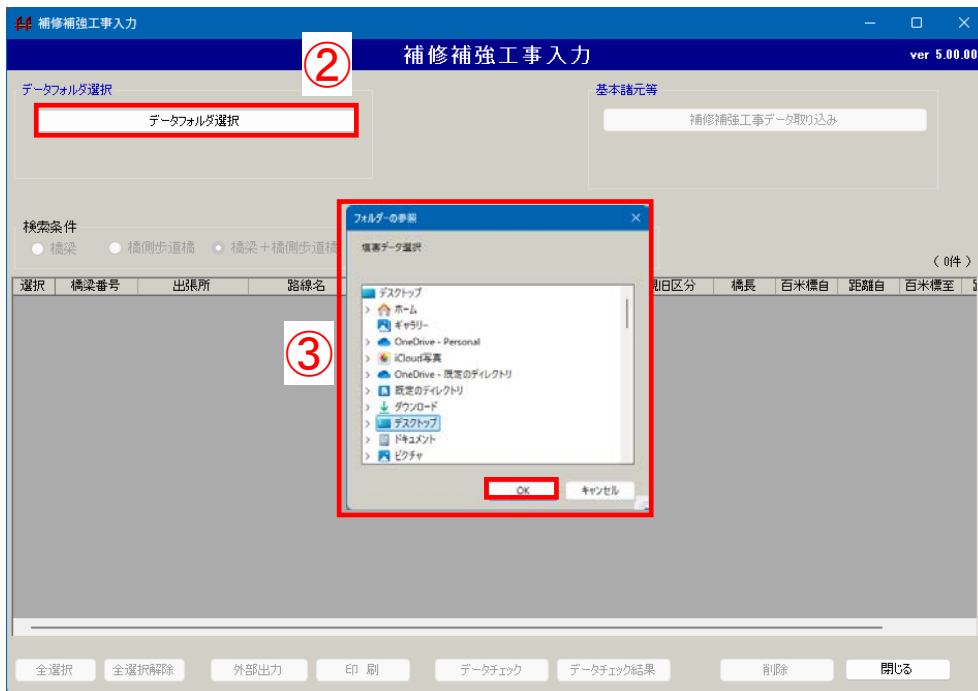 補修補強工事入力
補修補強工事入力
ver 5.00.00
②
データフォルダ選択
データフォルダ選択
基本諸元等
補修補強工事データ取り込み
検索条件
橋梁 橋側歩道橋 橋梁+橋側歩道橋
( 0件 )
選択 橋梁番号 出張所 路線名 現旧区分 橋長 百米標自 距離自 百米標至
③
フォルダーの参照
塩害データ選択
デスクトップ
ホーム
ギャラリー
OneDrive - Personal
iCloud写真
OneDrive - 既定のディレクトリ
既定のディレクトリ
ダウンロード
デスクトップ
ドキュメント
ピクチャ
OK キャンセル
全選択 全選択解除 外部出力 印 刷 データチェック データチェック結果 削除 閉じる